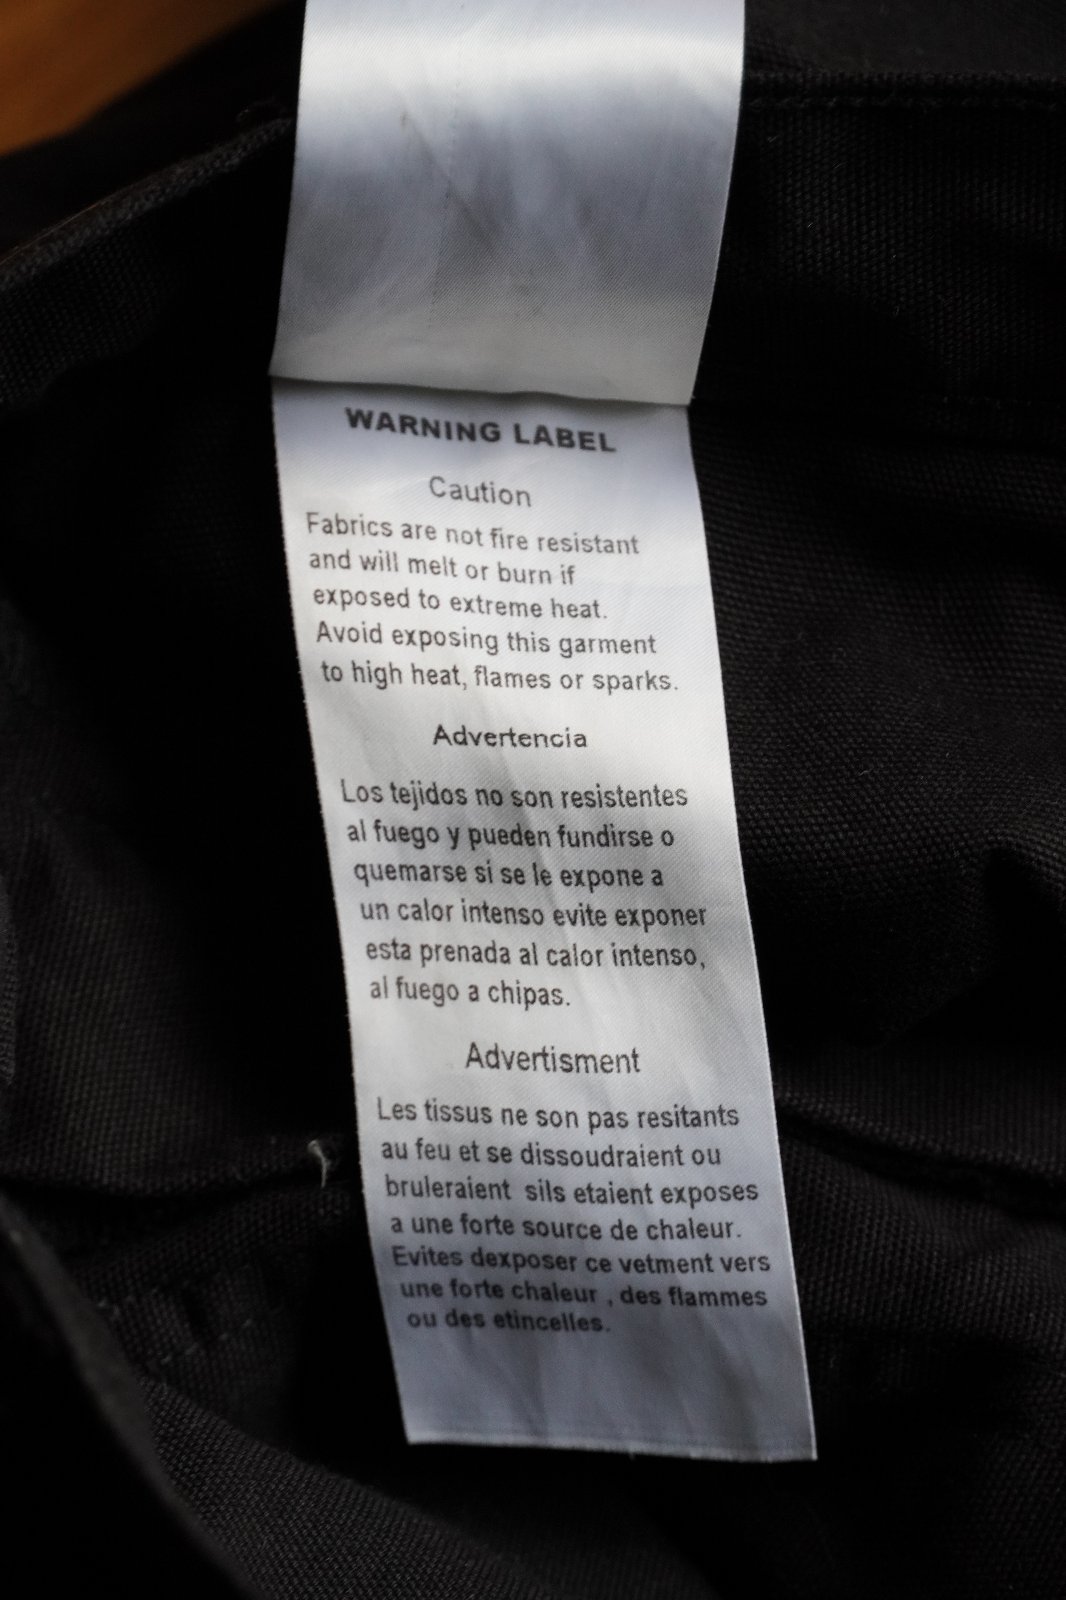 WARNING LABEL
Caution
Fabrics are not fire resistant
and will melt or burn if
exposed to extreme heat.
Avoid exposing this garment
to high heat, flames or sparks.
Advertencia
Los tejidos no son resistentes
al fuego y pueden fundirse o
quemarse si se le expone a
un calor intenso evite exponer
esta prenada al calor intenso,
al fuego a chipas.
Advertisment
Les tissus ne son pas resitants
au feu et se dissoudraient ou
bruleraient sils etaient exposes
a une forte source de chaleur.
Evites dexposer ce vetment vers
une forte chaleur , des flammes
ou des etincelles.